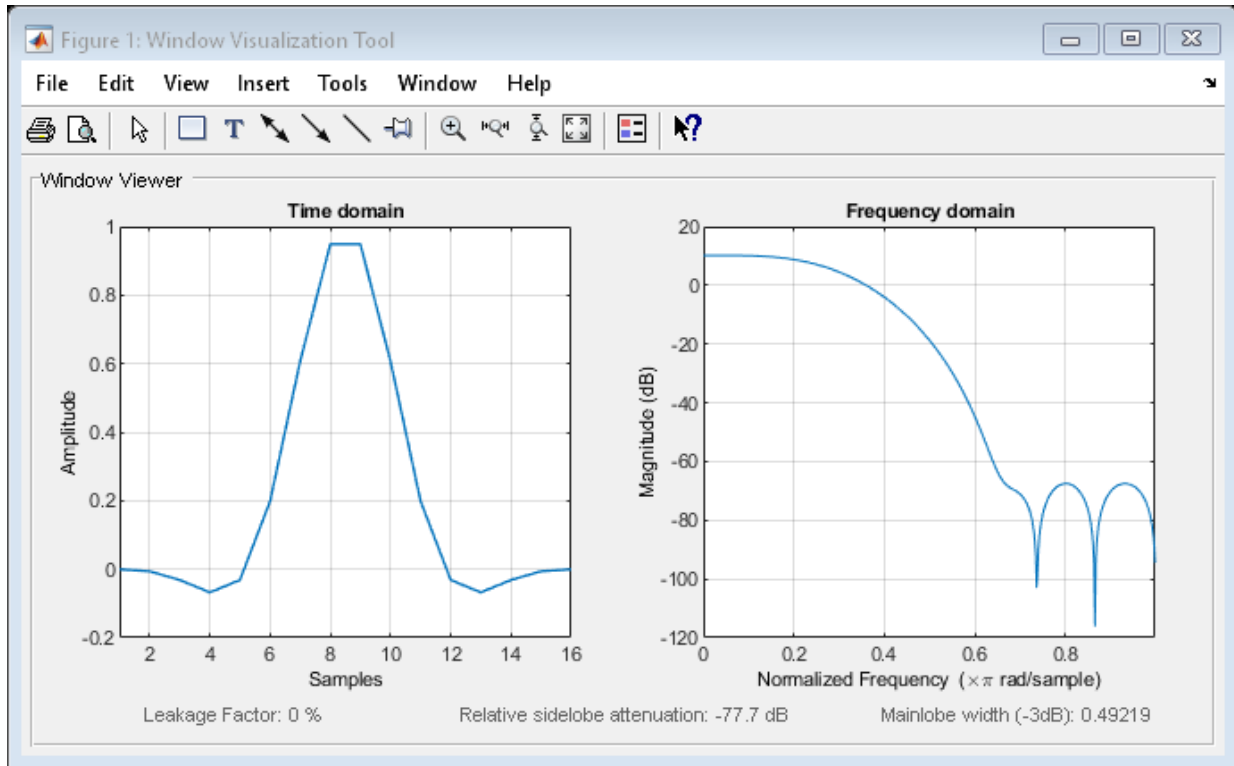 Figure 1: Window Visualization Tool
File Edit View Insert Tools Window Help
T ?
Window Viewer
Time domain
1
0.8
0.6
0.4
0.2
0
-0.2
Amplitude
2 4 6 8 10 12 14 16
Samples
Frequency domain
20
0
-20
-40
-60
-80
-100
-120
Magnitude (dB)
0 0.2 0.4 0.6 0.8
Normalized Frequency (×π rad/sample)
Leakage Factor: 0 % Relative sidelobe attenuation: -77.7 dB Mainlobe width (-3dB): 0.49219